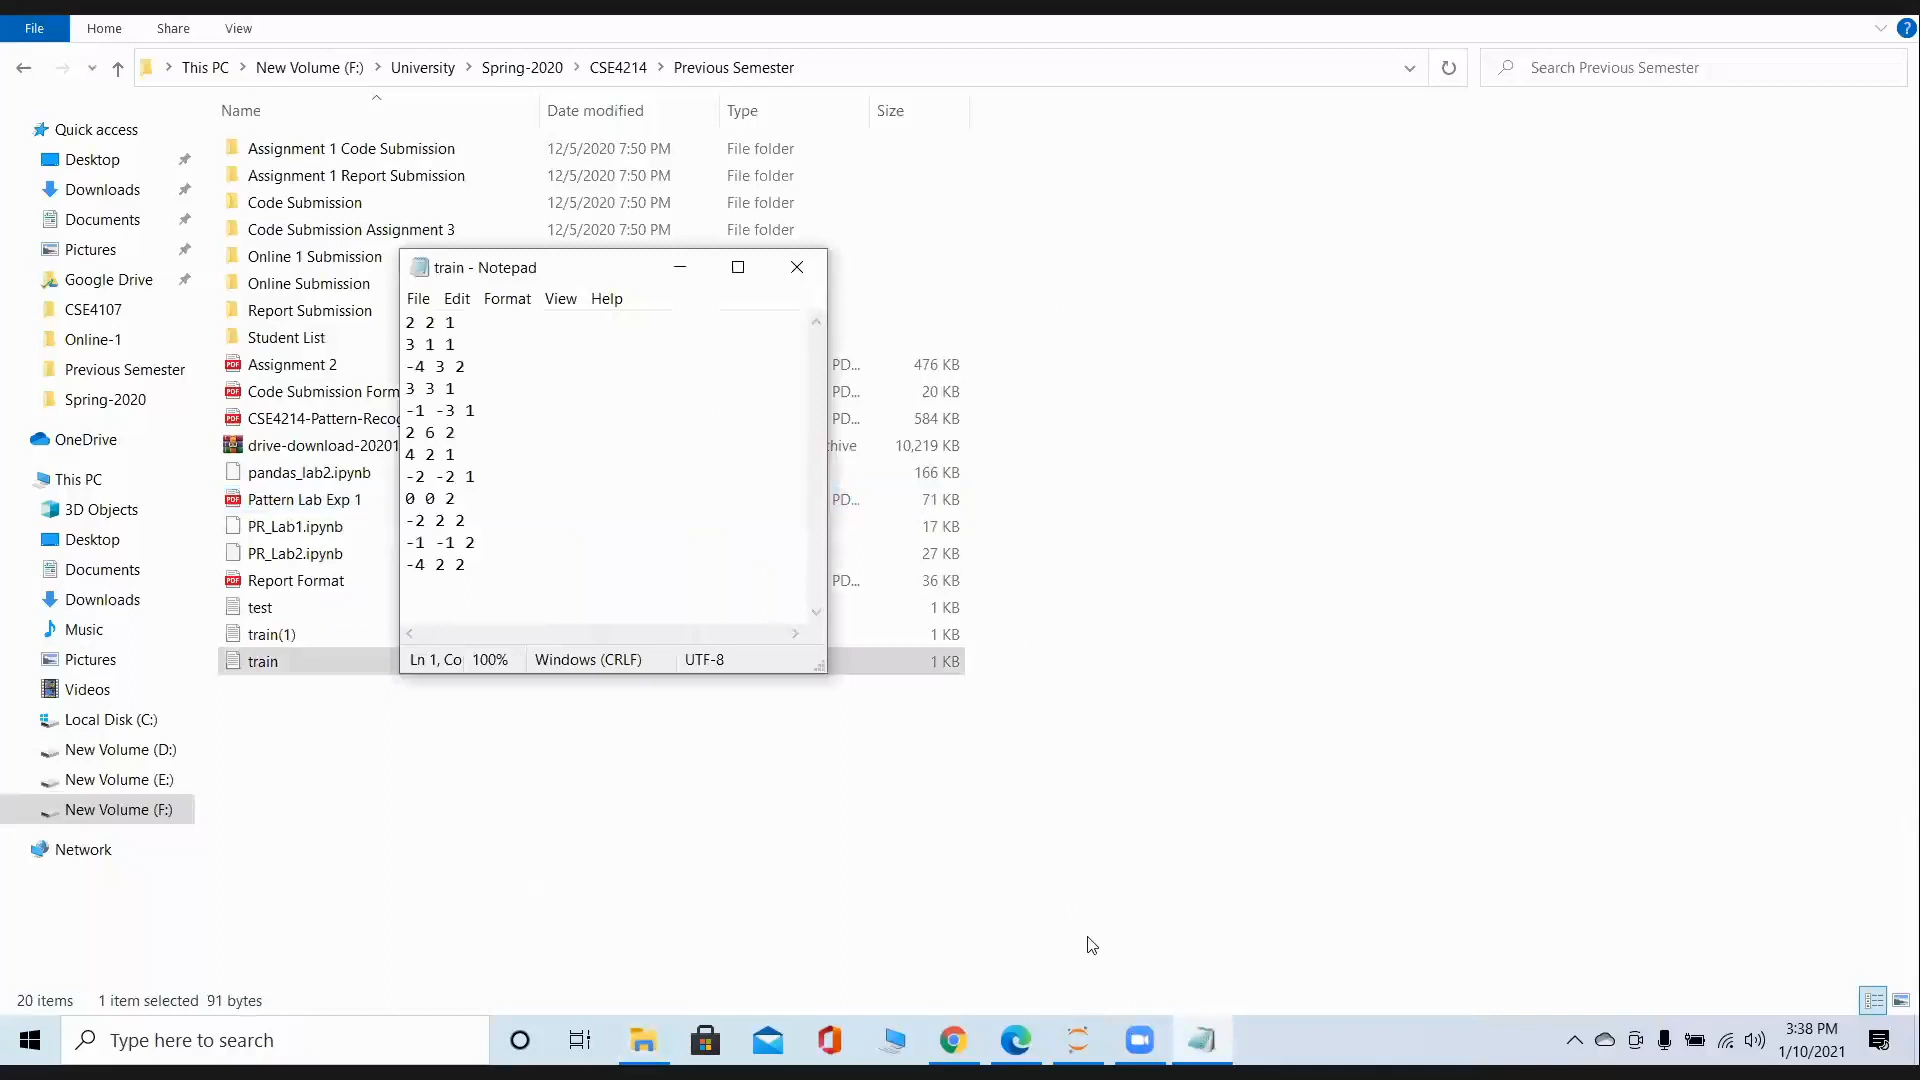 File Home Share View
This PC New Volume (F:) University Spring-2020 CSE4214 Previous Semester
Search Previous Semester
Name Date modified Type Size
Quick access
Desktop
Downloads
Documents
Pictures
Google Drive
CSE4107
Online-1
Previous Semester
Spring-2020
OneDrive
This PC
3D Objects
Desktop
Documents
Downloads
Music
Pictures
Videos
Local Disk (C:)
New Volume (D:)
New Volume (E:)
New Volume (F:)
Network
Assignment 1 Code Submission 12/5/2020 7:50 PM File folder
Assignment 1 Report Submission 12/5/2020 7:50 PM File folder
Code Submission 12/5/2020 7:50 PM File folder
Code Submission Assignment 3 12/5/2020 7:50 PM File folder
Online 1 Submission
Online Submission
Report Submission
Student List
Assignment 2 PD... 476 KB
Code Submission Form PD... 20 KB
CSE4214-Pattern-Recog PD... 584 KB
drive-download-20201 hive 10,219 KB
pandas_lab2.ipynb 166 KB
Pattern Lab Exp 1 PD... 71 KB
PR_Lab1.ipynb 17 KB
PR_Lab2.ipynb 27 KB
Report Format PD... 36 KB
test 1 KB
train(1) 1 KB
train 1 KB
train - Notepad
File Edit Format View Help
2 2 1
3 1 1
-4 3 2
3 3 1
-1 -3 1
2 6 2
4 2 1
-2 -2 1
0 0 2
-2 2 2
-1 -1 2
-4 2 2
Ln 1, Co 100% Windows (CRLF) UTF-8
20 items 1 item selected 91 bytes
Type here to search
3:38 PM
1/10/2021